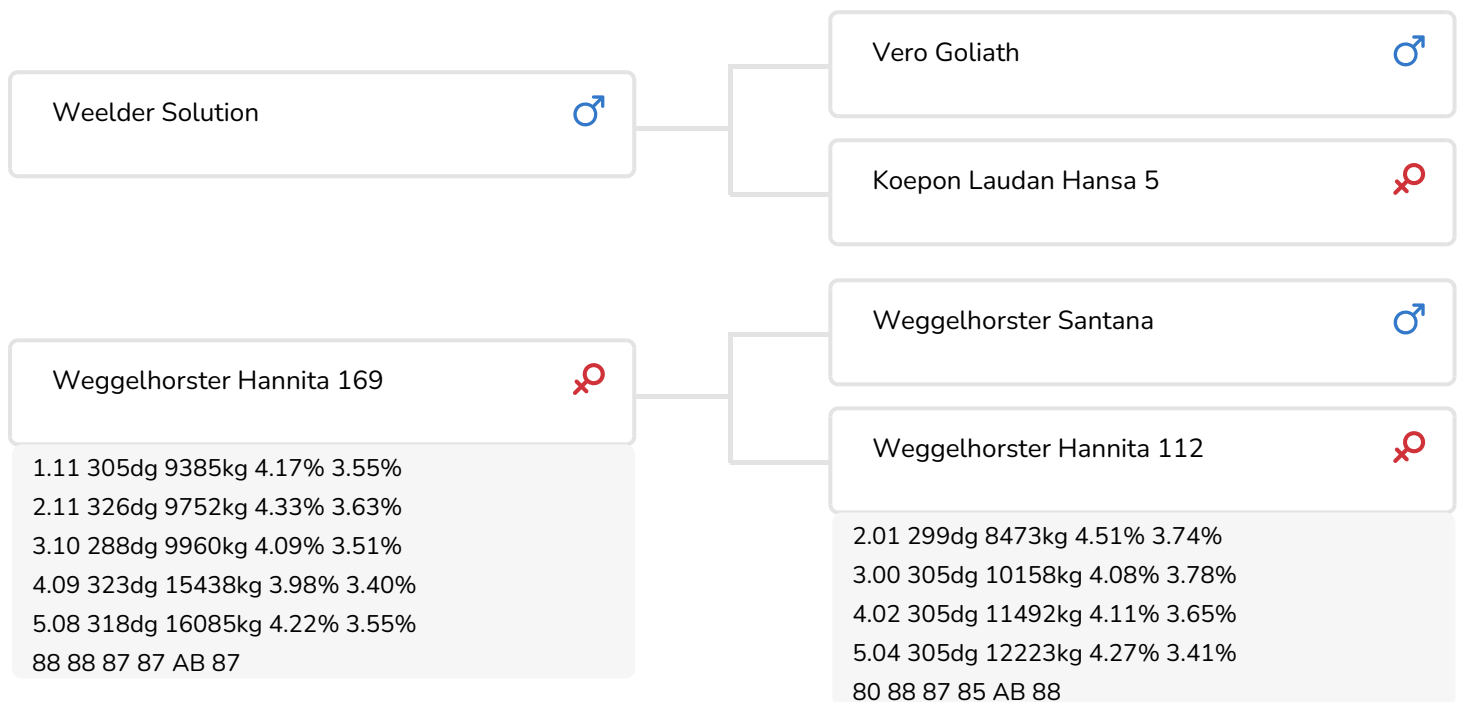 Weelder Solution
Vero Goliath
Koepon Laudan Hansa 5
Weggelhorster Hannita 169
1.11 305dg 9385kg 4.17% 3.55%
2.11 326dg 9752kg 4.33% 3.63%
3.10 288dg 9960kg 4.09% 3.51%
4.09 323dg 15438kg 3.98% 3.40%
5.08 318dg 16085kg 4.22% 3.55%
88 88 87 87 AB 87
Weggelhorster Santana
Weggelhorster Hannita 112
2.01 299dg 8473kg 4.51% 3.74%
3.00 305dg 10158kg 4.08% 3.78%
4.02 305dg 11492kg 4.11% 3.65%
5.04 305dg 12223kg 4.27% 3.41%
80 88 87 85 AB 88